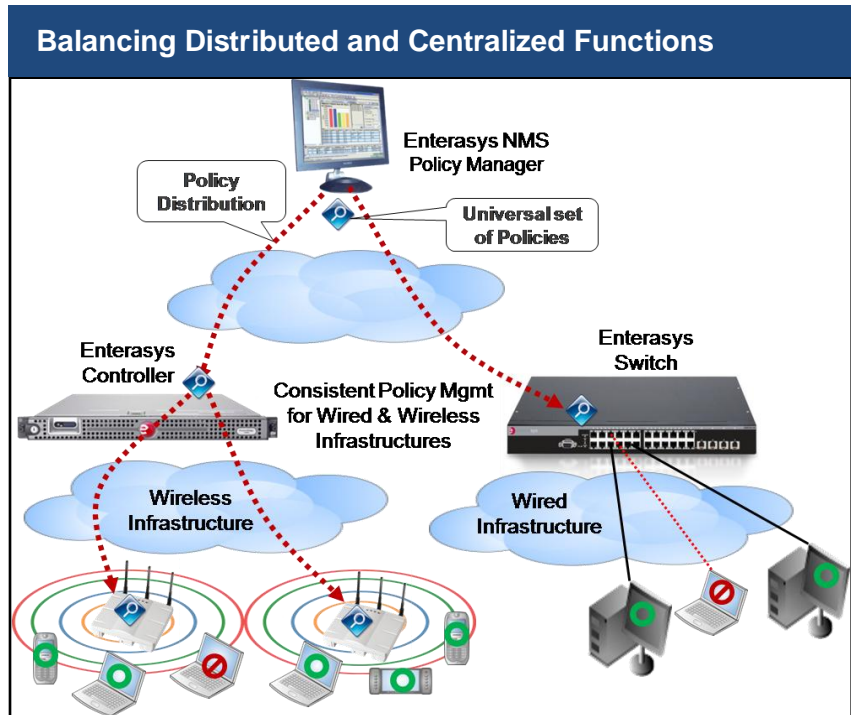 Balancing Distributed and Centralized Functions
Enterasys NMS
Policy Manager
Policy
Distribution
Universal set
of Policies
Enterasys
Controller
Enterasys
Switch
Consistent Policy Mgmt
for Wired & Wireless
Infrastructures
Wireless
Infrastructure
Wired
Infrastructure